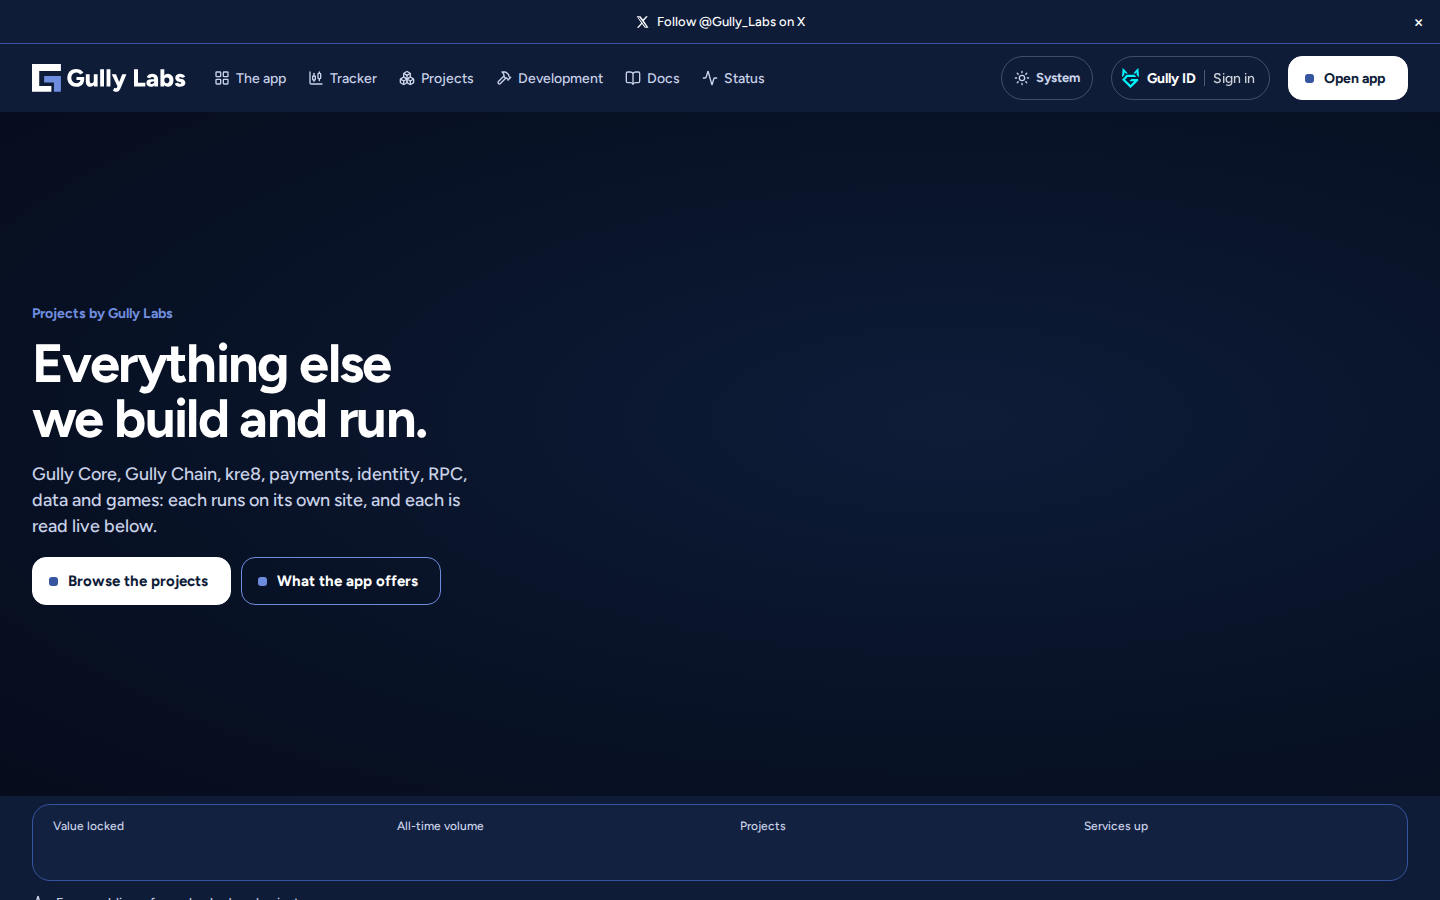 Follow @Gully_Labs on X
×
Gully Labs
The app
Tracker
Projects
Development
Docs
Status
System
Gully ID
Sign in
Open app
Projects by Gully Labs
Everything else
we build and run.
Gully Core, Gully Chain, kre8, payments, identity, RPC,
data and games: each runs on its own site, and each is
read live below.
Browse the projects
What the app offers
Value locked
All-time volume
Projects
Services up